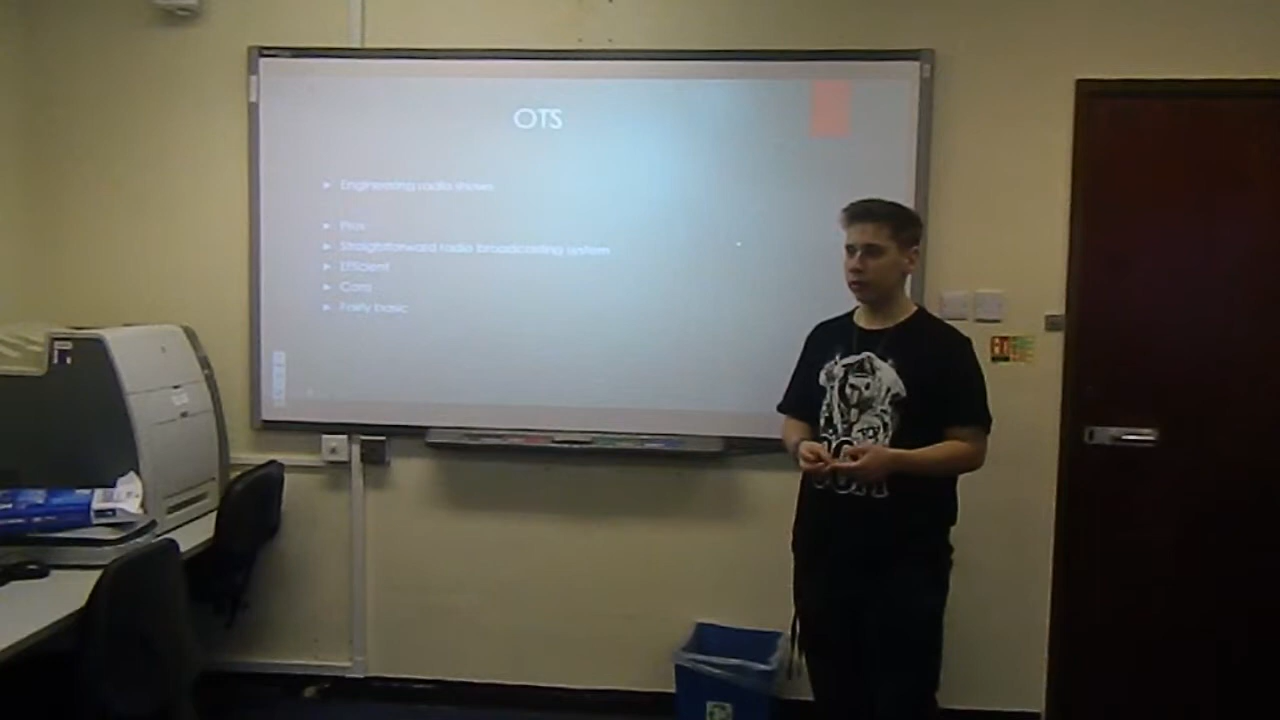 OTS
Engineering radio shows
Pros
Straightforward radio broadcasting system
Efficient
Cons
Fairly basic